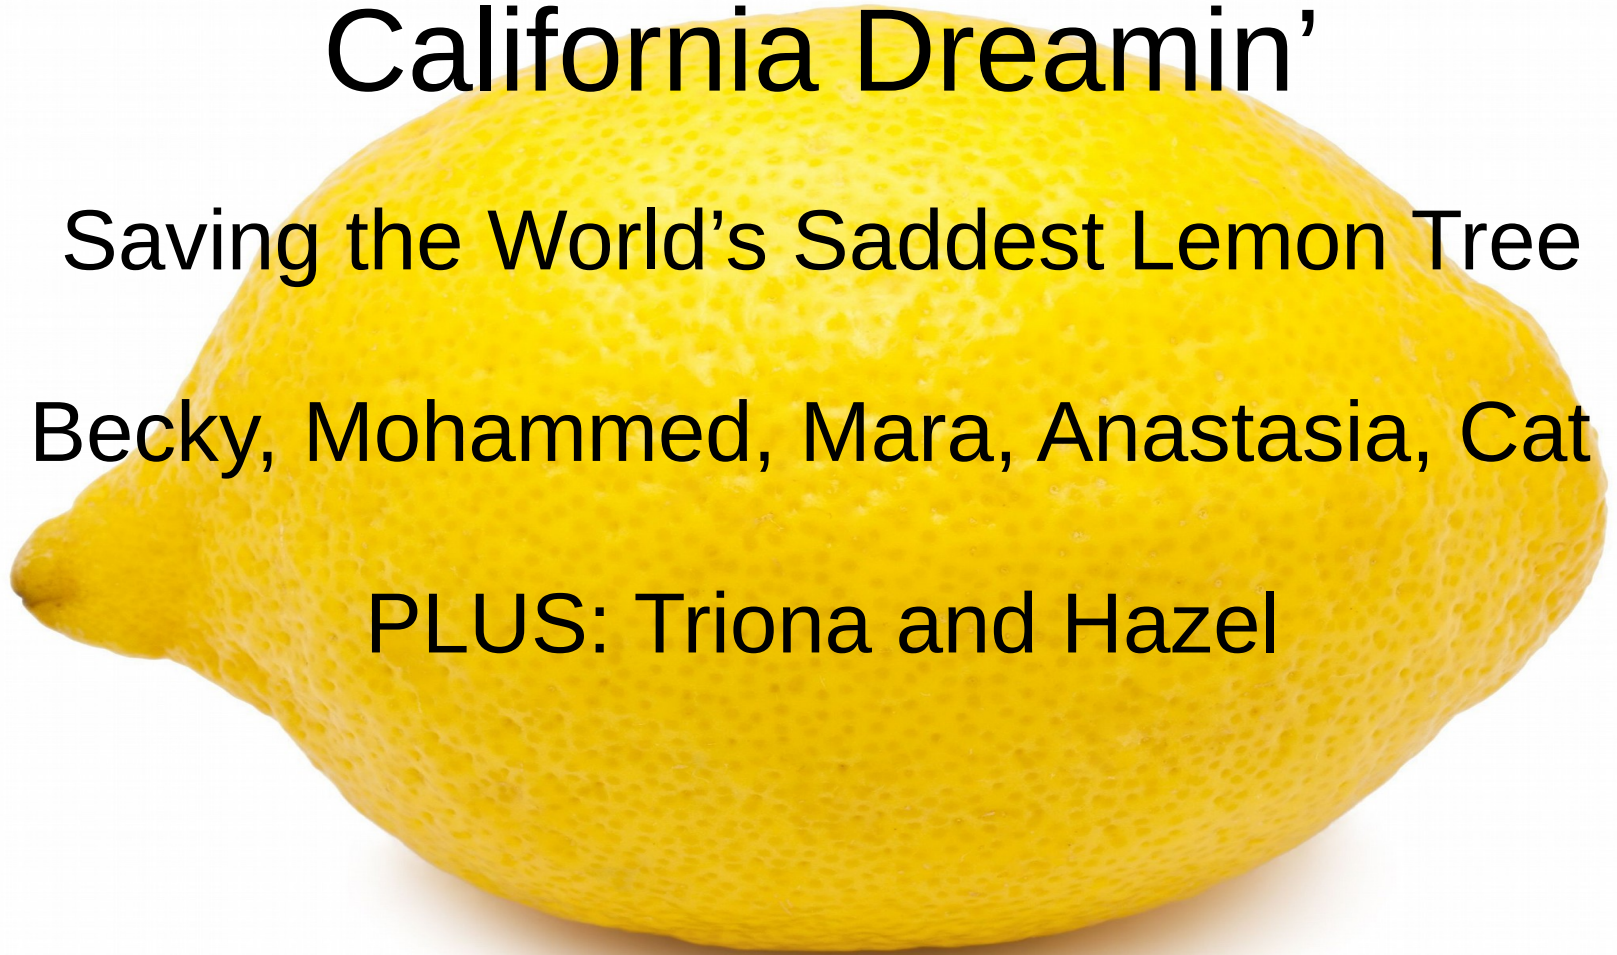 California Dreamin’
Saving the World’s Saddest Lemon Tree
Becky, Mohammed, Mara, Anastasia, Cat
PLUS: Triona and Hazel